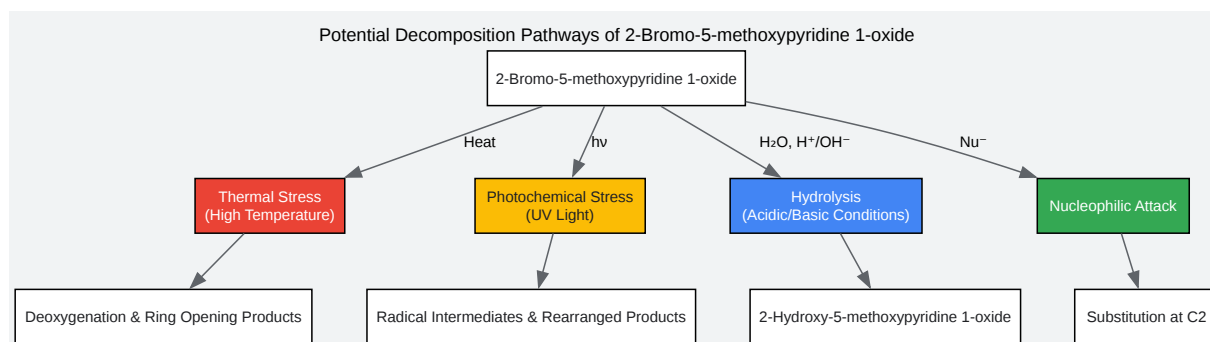 Potential Decomposition Pathways of 2-Bromo-5-methoxypyridine 1-oxide
2-Bromo-5-methoxypyridine 1-oxide
Heat
hν
H₂O, H⁺/OH⁻
Nu⁻
Thermal Stress
(High Temperature)
Photochemical Stress
(UV Light)
Hydrolysis
(Acidic/Basic Conditions)
Nucleophilic Attack
Deoxygenation & Ring Opening Products
Radical Intermediates & Rearranged Products
2-Hydroxy-5-methoxypyridine 1-oxide
Substitution at C2